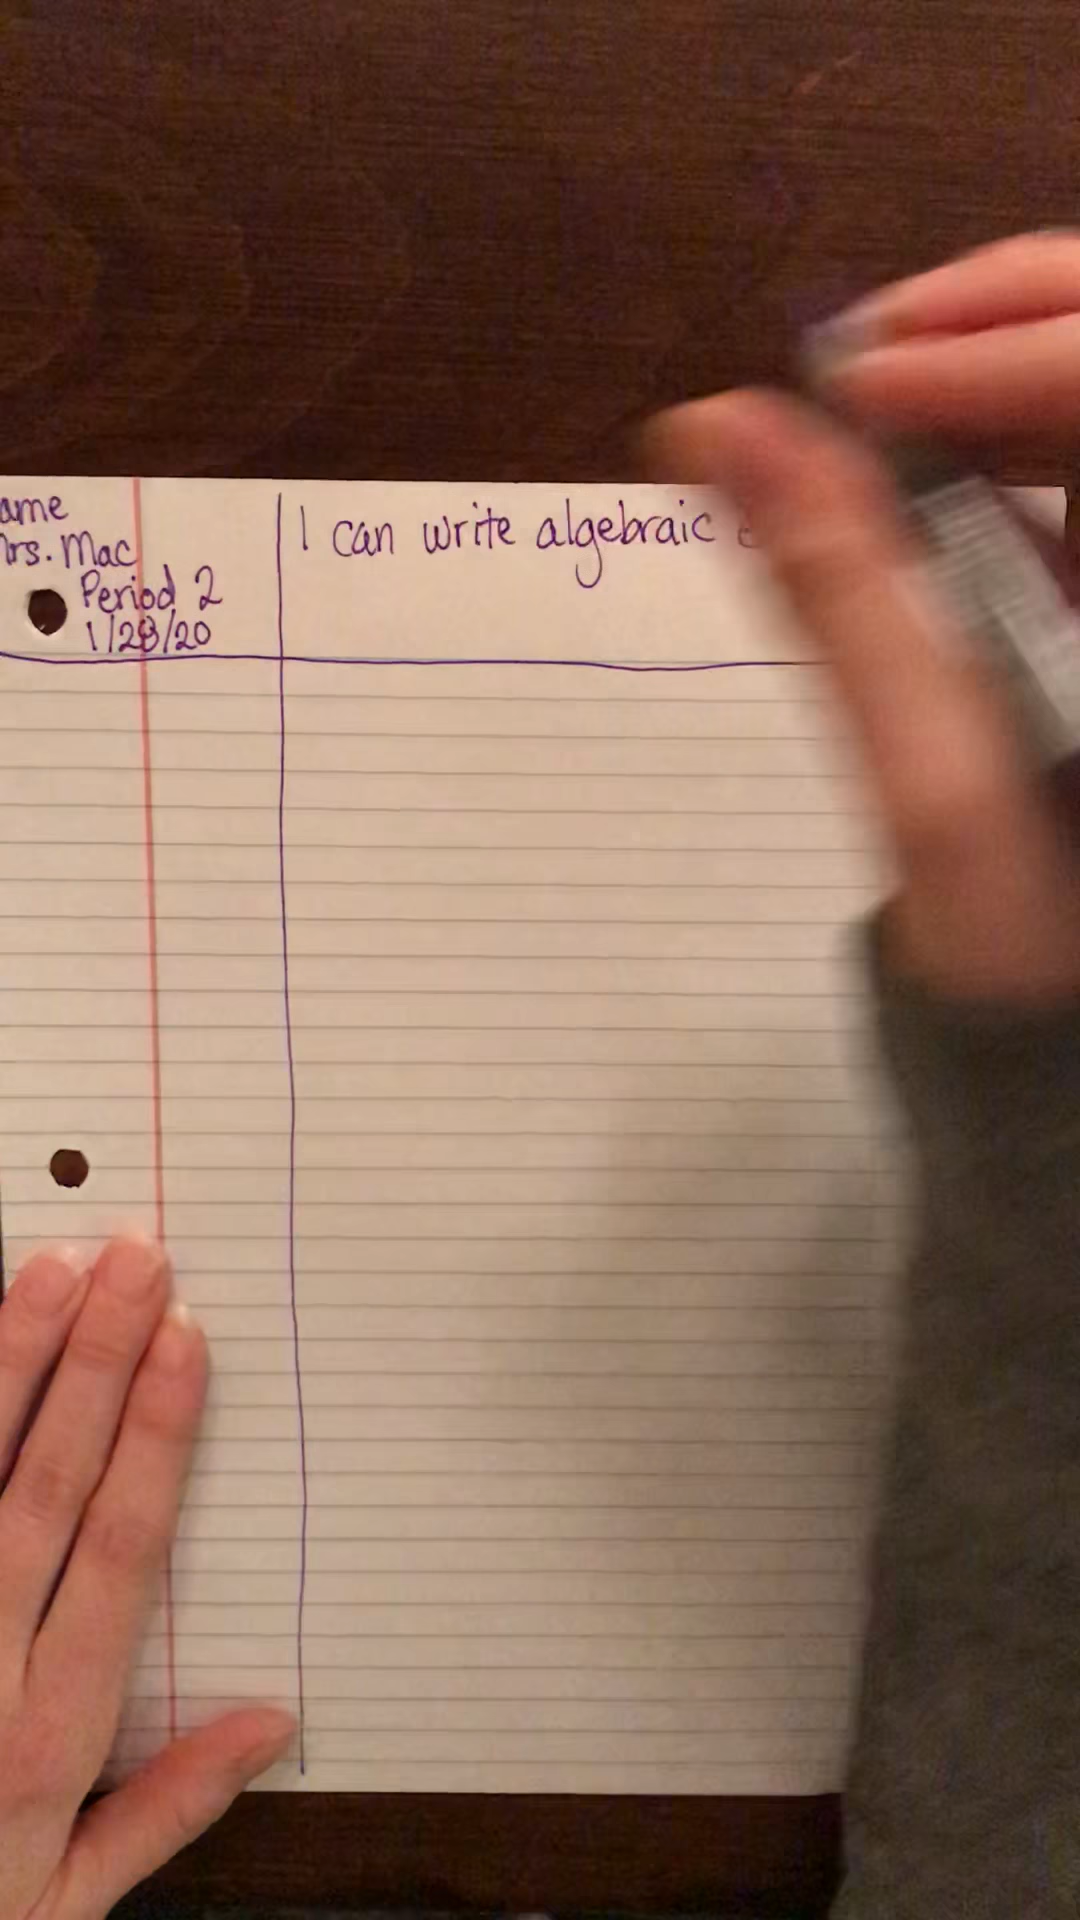 ame
rs. Mac
Period 2
1/28/20
I can write algebraic